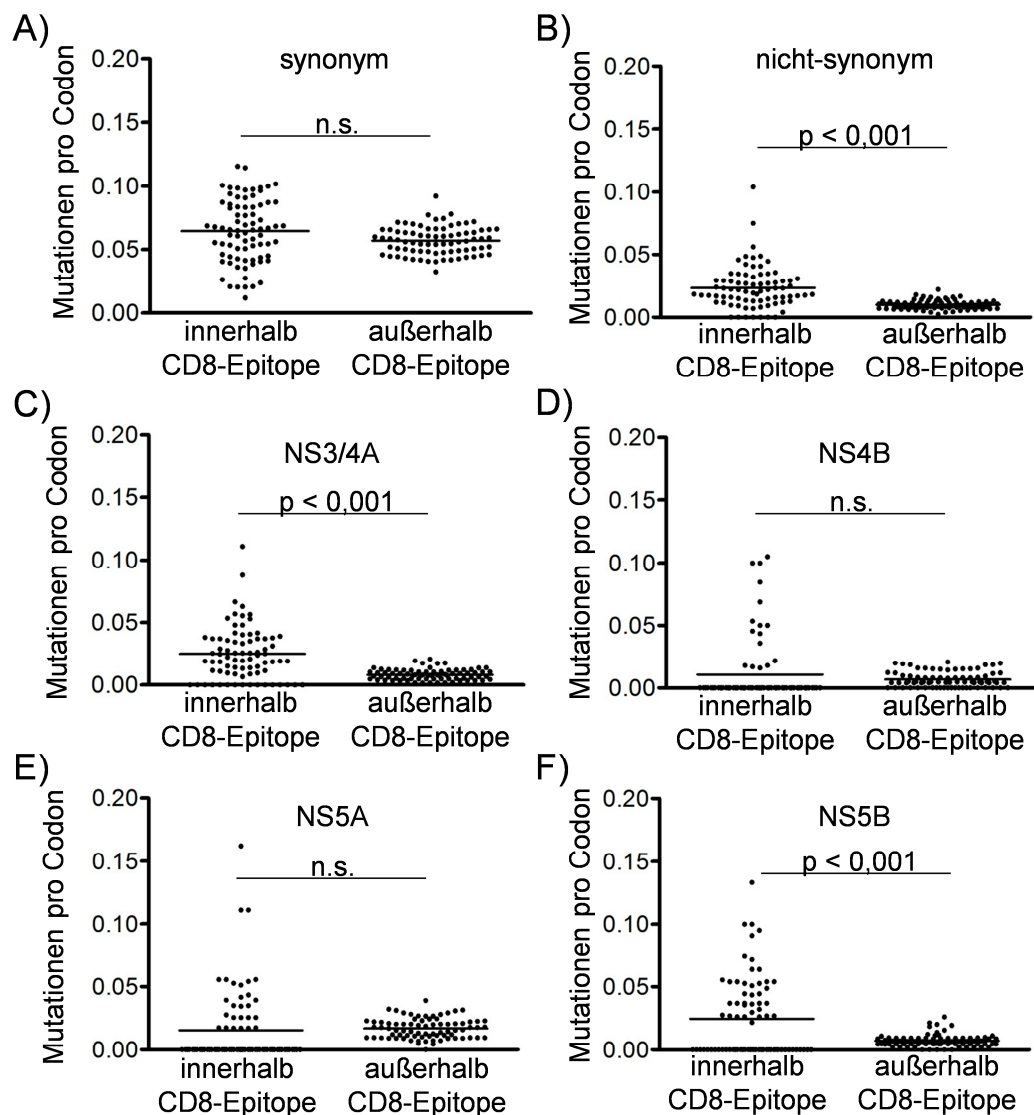 A)
synonym
n.s.
Mutationen pro Codon
0.20
0.15
0.10
0.05
0.00
innerhalb
CD8-Epitope
außerhalb
CD8-Epitope
B)
nicht-synonym
p < 0,001
Mutationen pro Codon
0.20
0.15
0.10
0.05
0.00
innerhalb
CD8-Epitope
außerhalb
CD8-Epitope
C)
NS3/4A
p < 0,001
Mutationen pro Codon
0.20
0.15
0.10
0.05
0.00
innerhalb
CD8-Epitope
außerhalb
CD8-Epitope
D)
NS4B
n.s.
Mutationen pro Codon
0.20
0.15
0.10
0.05
0.00
innerhalb
CD8-Epitope
außerhalb
CD8-Epitope
E)
NS5A
n.s.
Mutationen pro Codon
0.20
0.15
0.10
0.05
0.00
innerhalb
CD8-Epitope
außerhalb
CD8-Epitope
F)
NS5B
p < 0,001
Mutationen pro Codon
0.20
0.15
0.10
0.05
0.00
innerhalb
CD8-Epitope
außerhalb
CD8-Epitope